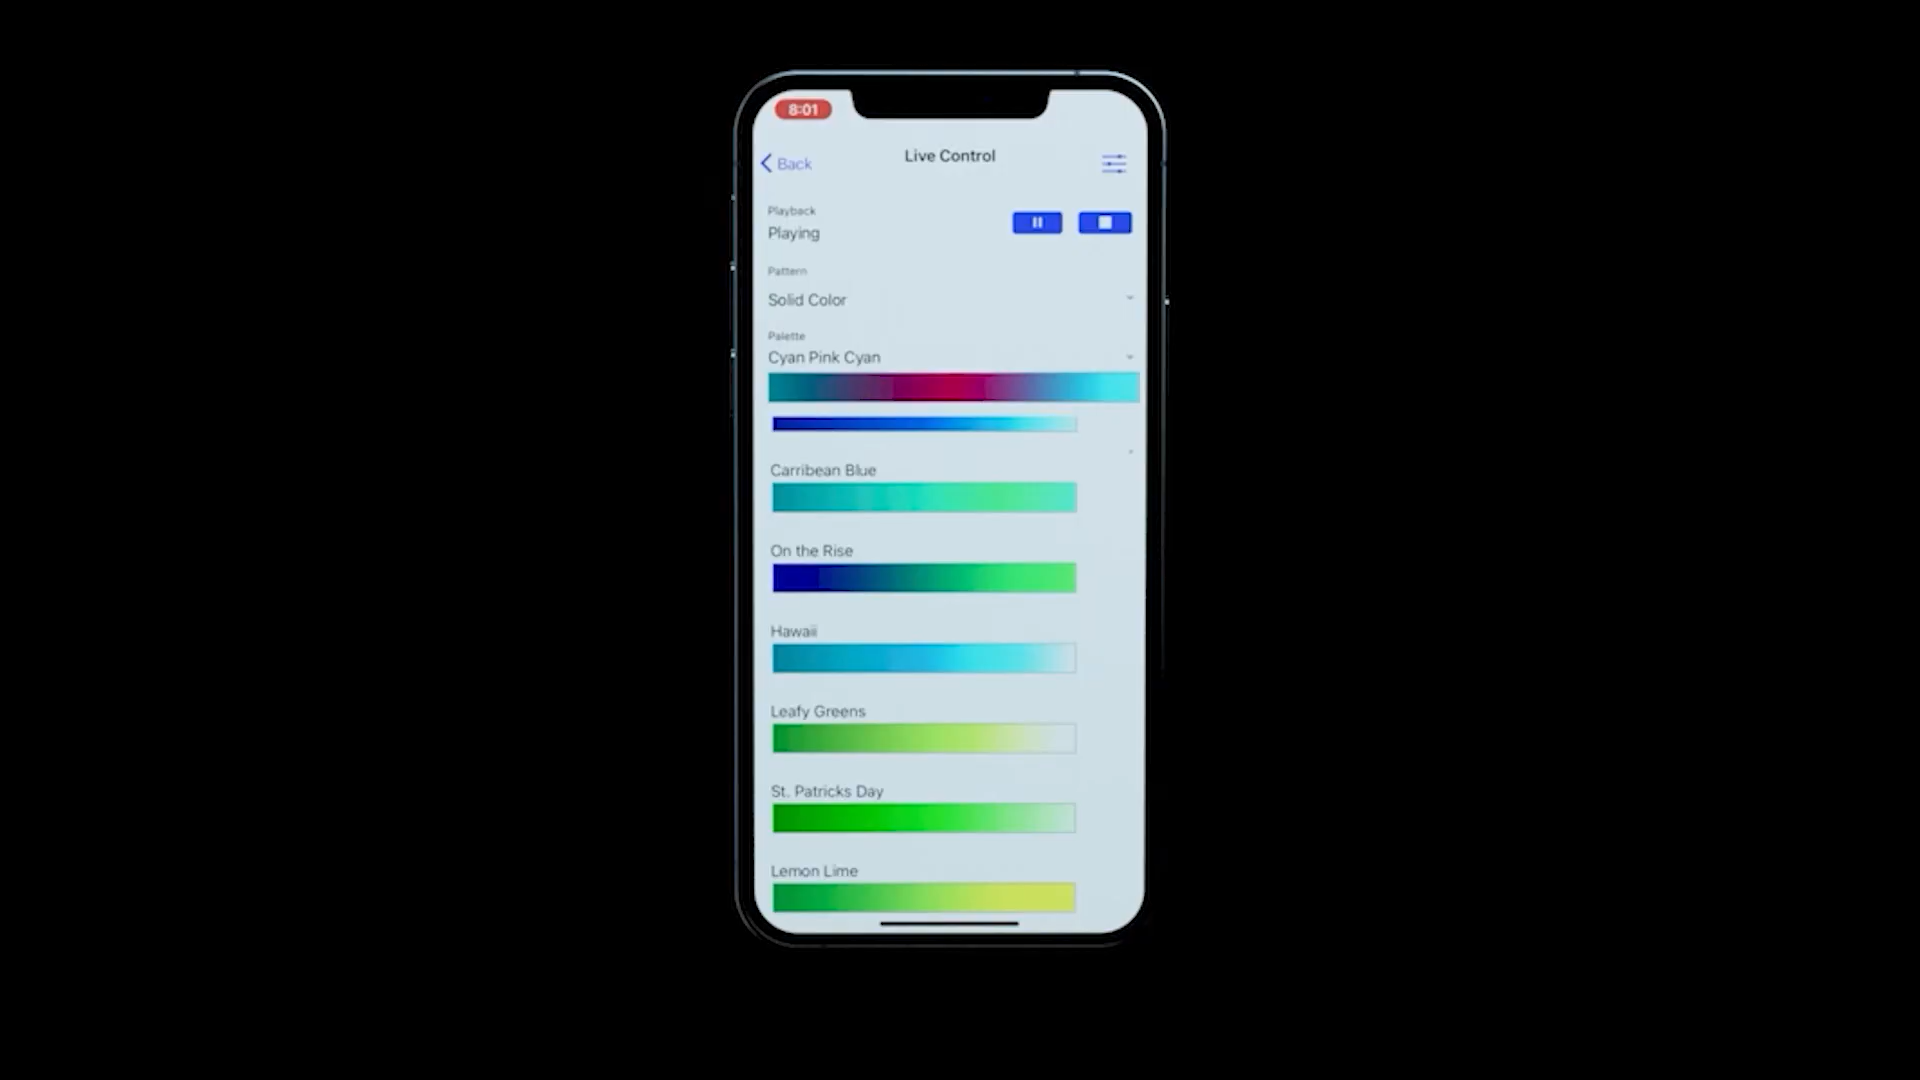 8:01
Back
Live Control
Playback
Playing
Pattern
Solid Color
Palette
Cyan Pink Cyan
Carribean Blue
On the Rise
Hawaii
Leafy Greens
St. Patricks Day
Lemon Lime